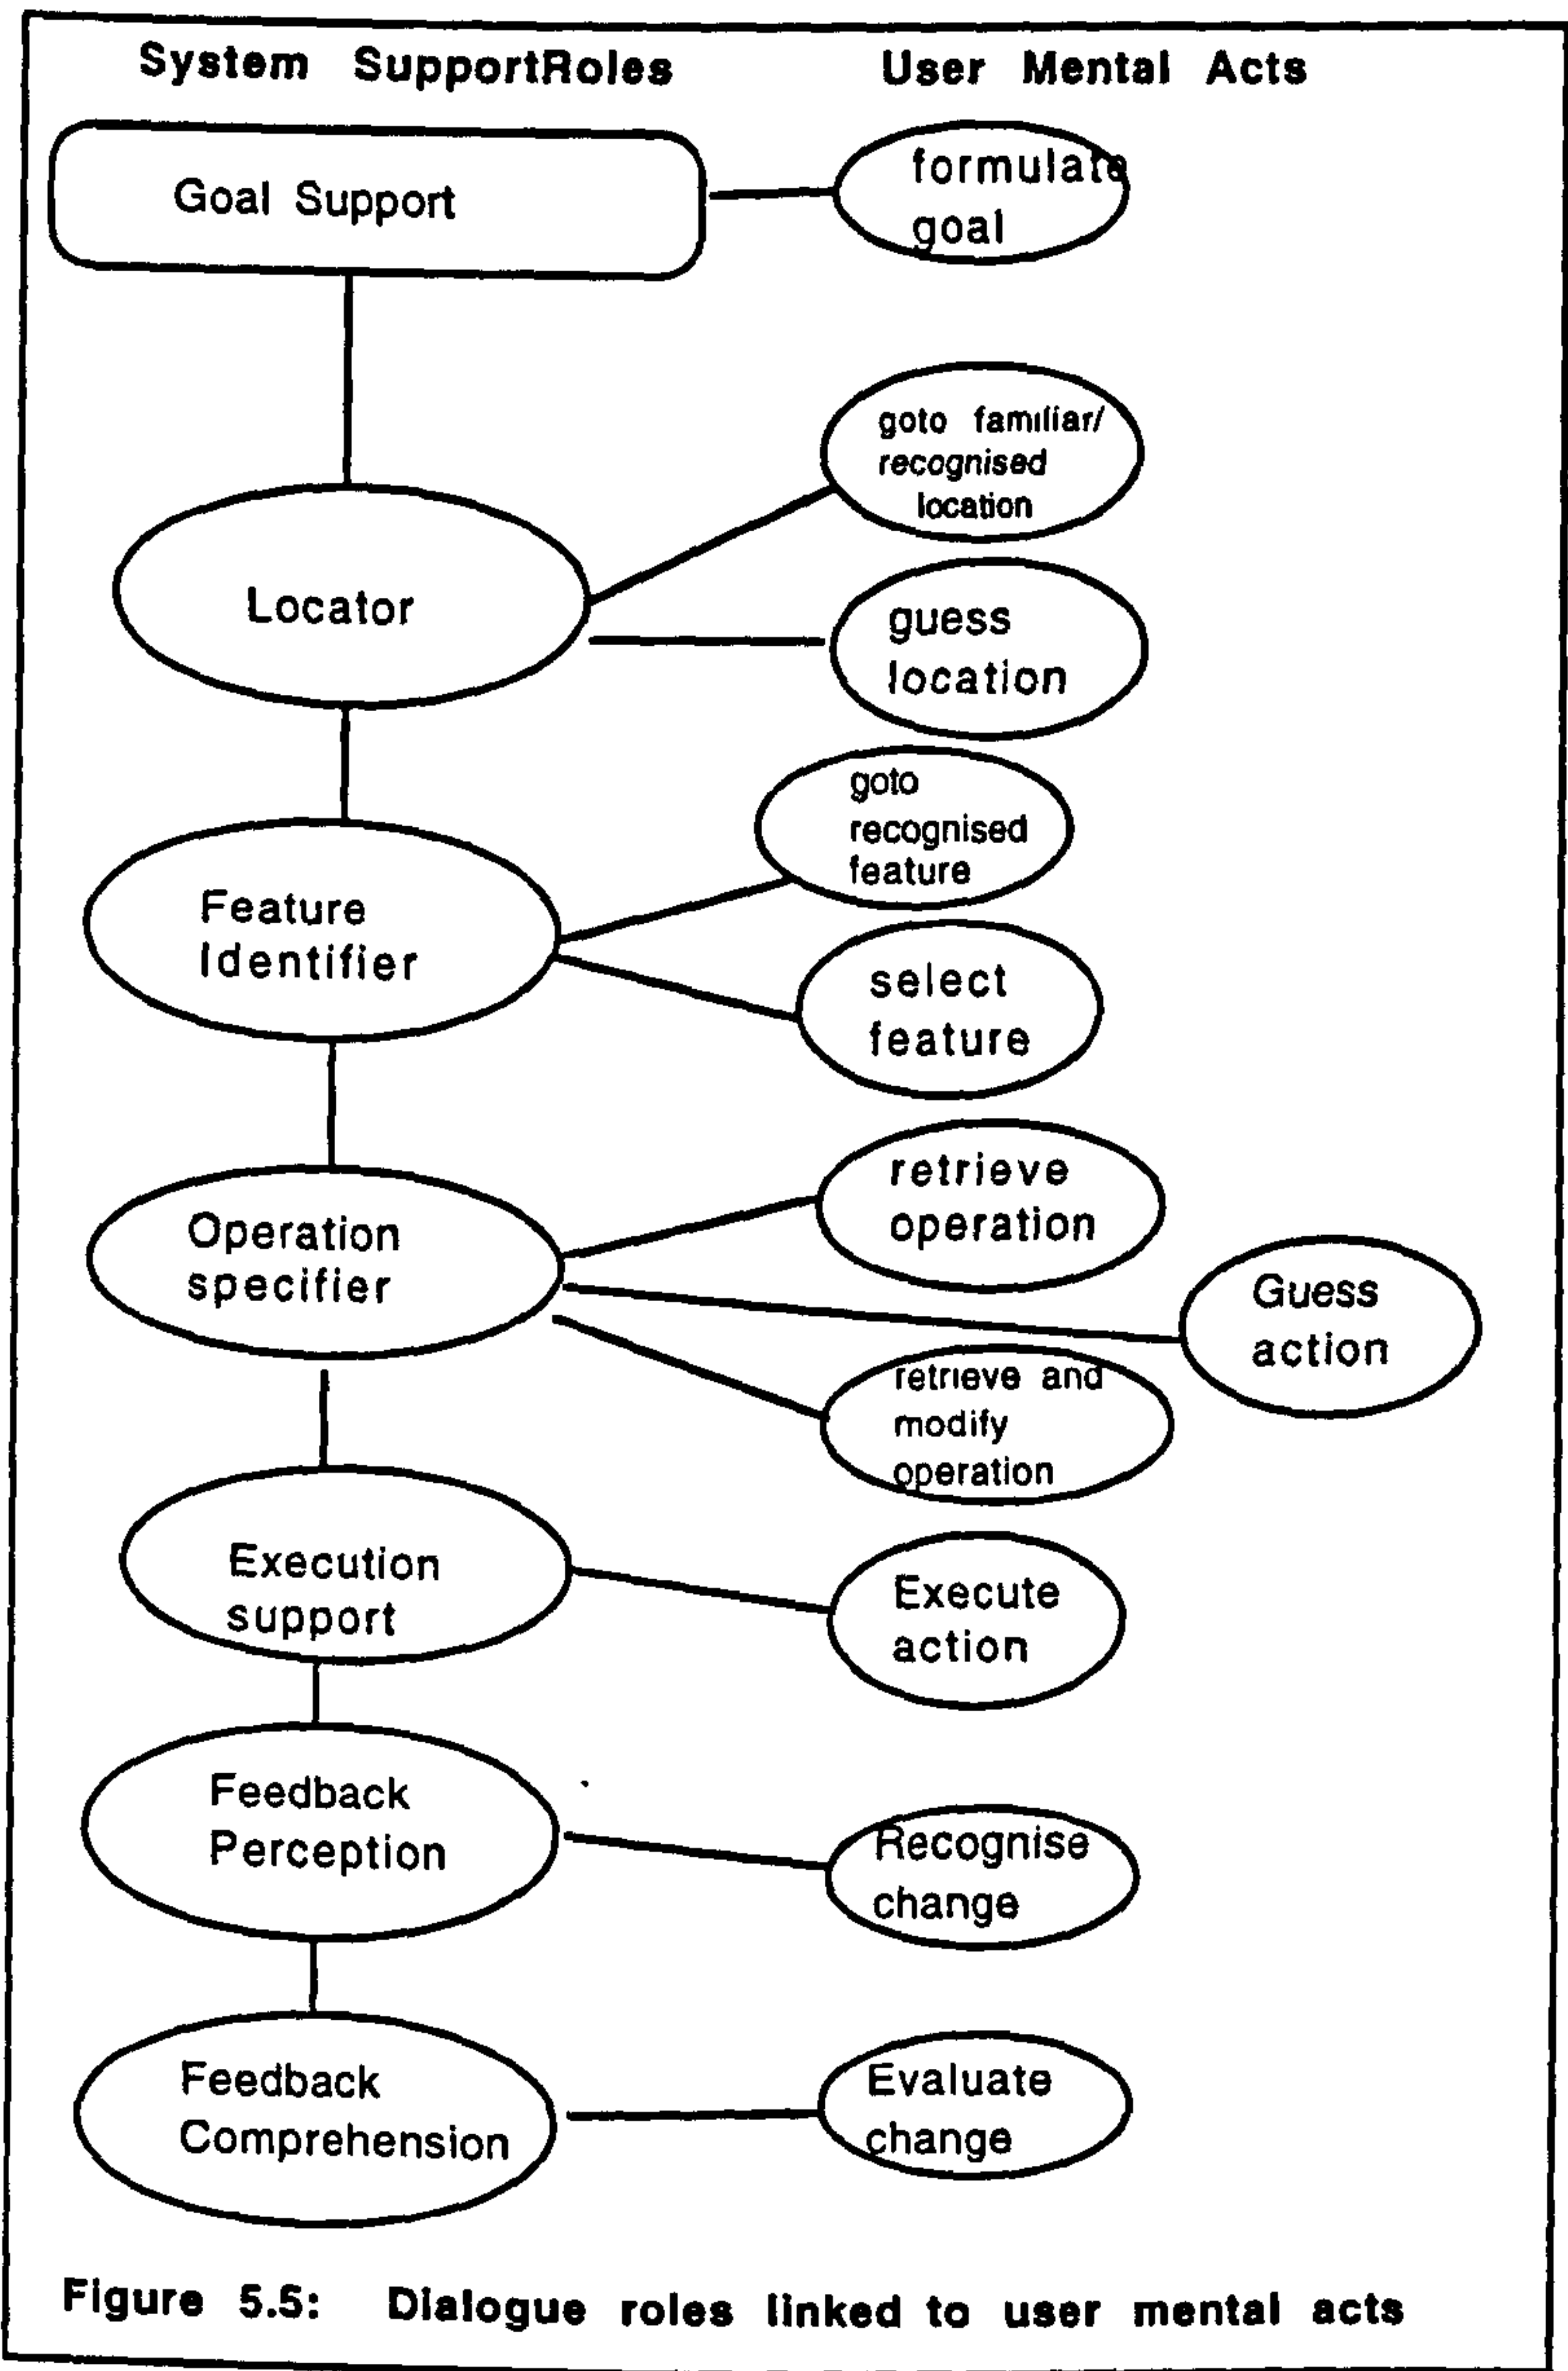 System SupportRoles User Mental Acts
Goal Support
formulate
goal
goto familiar/
recognised
location
Locator
guess
location
goto
recognised
feature
Feature
Identifier
select
feature
retrieve
operation
Operation
specifier
Guess
action
retrieve and
modify
operation
Execution
support
Execute
action
Feedback
Perception
Recognise
change
Feedback
Comprehension
Evaluate
change
Figure 5.5: Dialogue roles linked to user mental acts